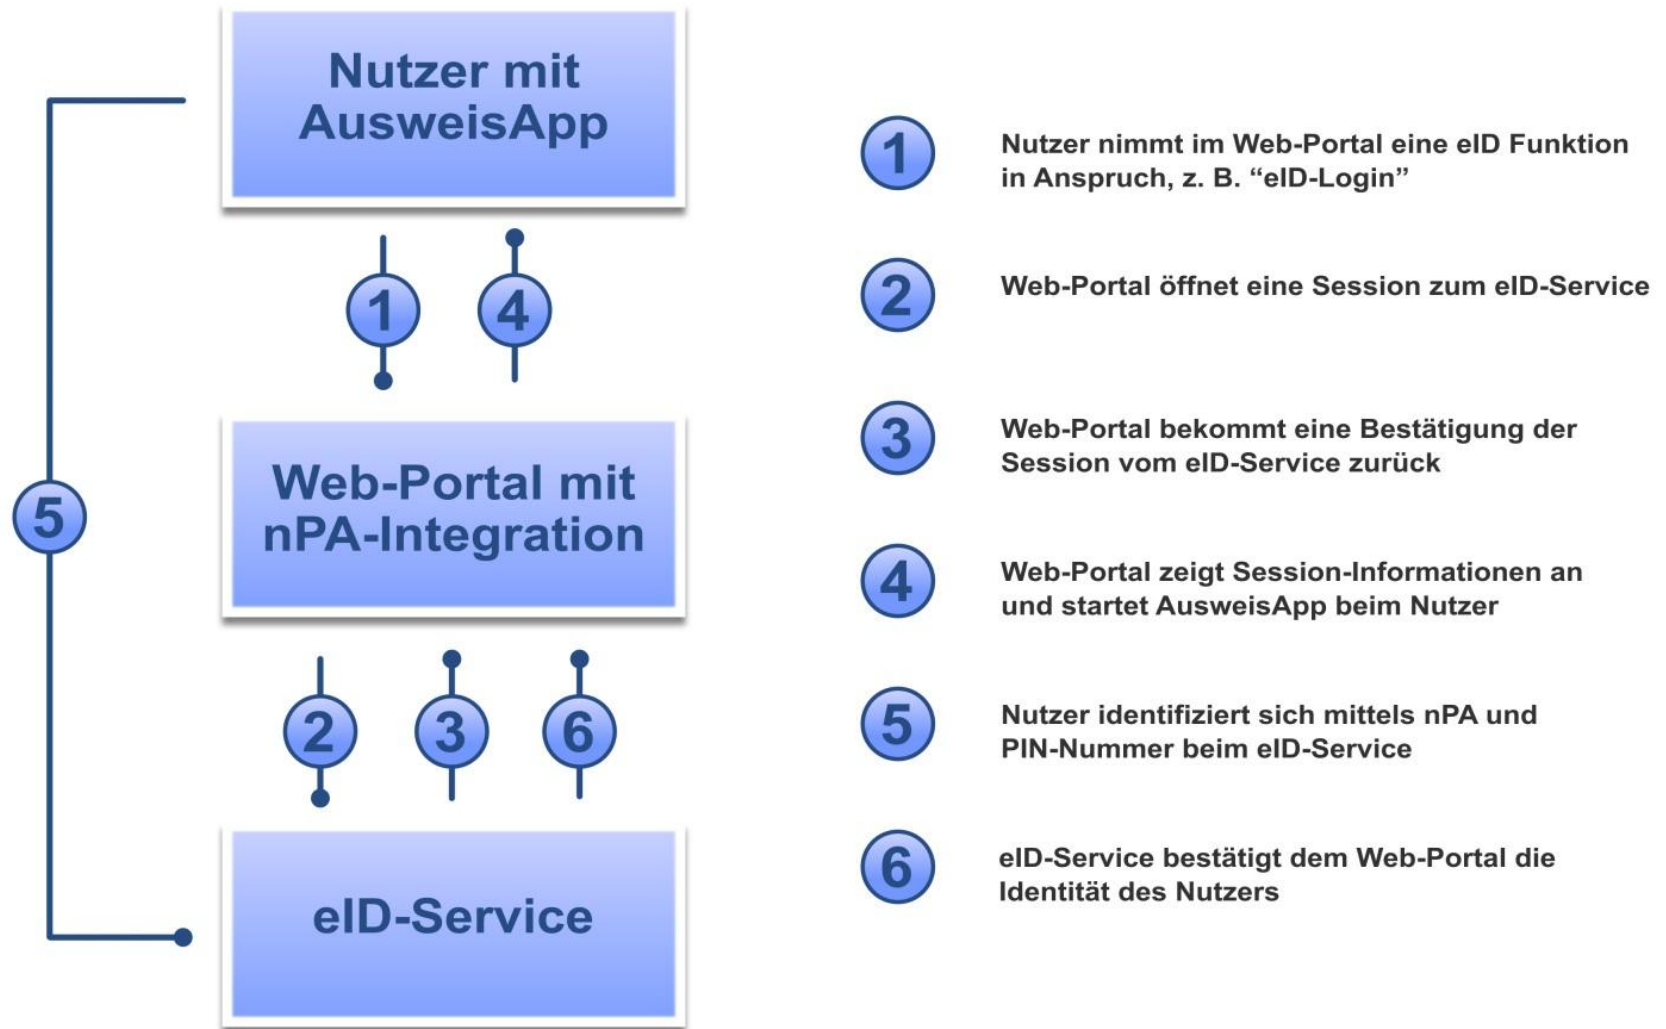 Nutzer mit
AusweisApp
1
4
5
Web-Portal mit
nPA-Integration
2
3
6
eID-Service
1
Nutzer nimmt im Web-Portal eine eID Funktion
in Anspruch, z. B. “eID-Login”
2
Web-Portal öffnet eine Session zum eID-Service
3
Web-Portal bekommt eine Bestätigung der
Session vom eID-Service zurück
4
Web-Portal zeigt Session-Informationen an
und startet AusweisApp beim Nutzer
5
Nutzer identifiziert sich mittels nPA und
PIN-Nummer beim eID-Service
6
eID-Service bestätigt dem Web-Portal die
Identität des Nutzers